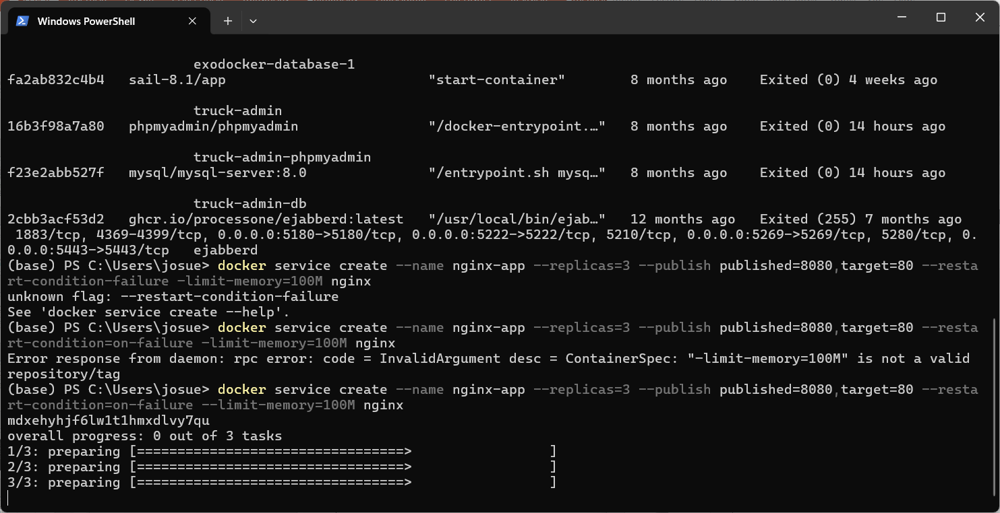 Windows PowerShell
exodocker-database-1
fa2ab832c4b4 sail-8.1/app "start-container" 8 months ago Exited (0) 4 weeks ago
truck-admin
16b3f98a7a80 phpmyadmin/phpmyadmin "/docker-entrypoint.…" 8 months ago Exited (0) 14 hours ago
truck-admin-phpmyadmin
f23e2abb527f mysql/mysql-server:8.0 "/entrypoint.sh mysq…" 8 months ago Exited (0) 14 hours ago
truck-admin-db
2cbb3acf53d2 ghcr.io/processone/ejabberd:latest "/usr/local/bin/ejab…" 12 months ago Exited (255) 7 months ago
1883/tcp, 4369-4399/tcp, 0.0.0.0:5180->5180/tcp, 0.0.0.0:5222->5222/tcp, 5210/tcp, 0.0.0.0:5269->5269/tcp, 5280/tcp, 0.
0.0.0:5443->5443/tcp ejabberd
(base) PS C:\Users\josue> docker service create --name nginx-app --replicas=3 --publish published=8080,target=80 --resta
rt-condition-failure -limit-memory=100M nginx
unknown flag: --restart-condition-failure
See 'docker service create --help'.
(base) PS C:\Users\josue> docker service create --name nginx-app --replicas=3 --publish published=8080,target=80 --resta
rt-condition=on-failure -limit-memory=100M nginx
Error response from daemon: rpc error: code = InvalidArgument desc = ContainerSpec: "-limit-memory=100M" is not a valid
repository/tag
(base) PS C:\Users\josue> docker service create --name nginx-app --replicas=3 --publish published=8080,target=80 --resta
rt-condition=on-failure --limit-memory=100M nginx
mdxehyhjf6lw1t1hmxdlvy7qu
overall progress: 0 out of 3 tasks
1/3: preparing [=================================> ]
2/3: preparing [=================================> ]
3/3: preparing [=================================> ]